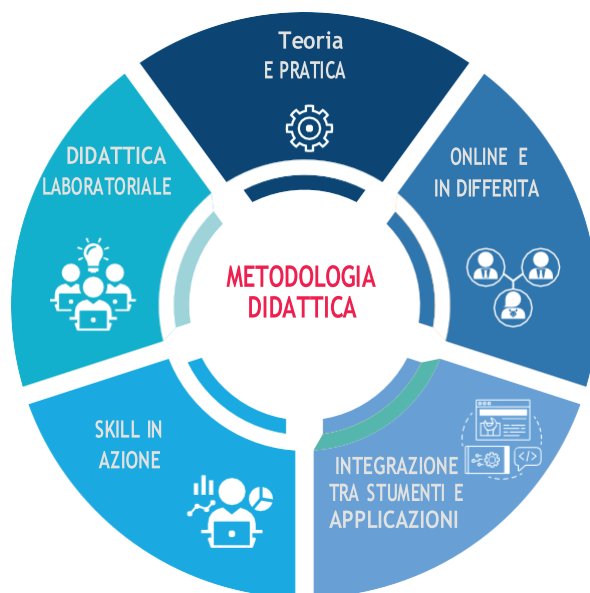 Teoria
E PRATICA
ONLINE E
IN DIFFERITA
INTEGRAZIONE
TRA STUMENTI E
APPLICAZIONI
SKILL IN
AZIONE
DIDATTICA
LABORATORIALE
METODOLOGIA
DIDATTICA